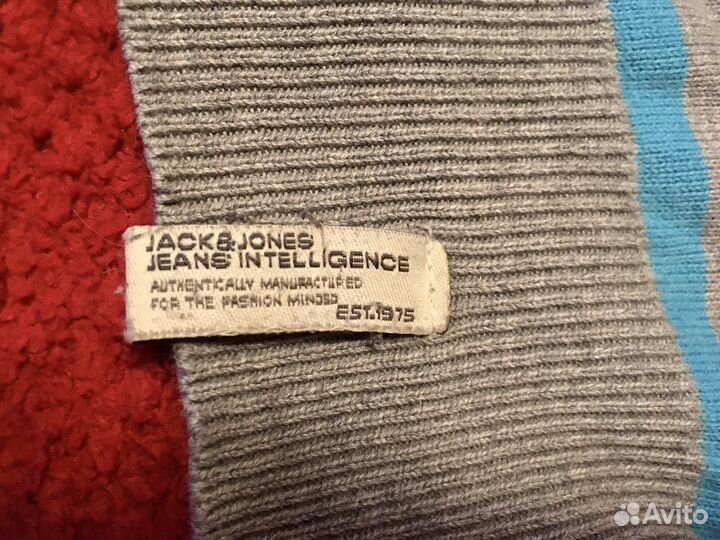 JACK&JONES
JEANS INTELLIGENCE
AUTHENTICALLY MANUFACTURED
FOR THE FASHION MINDED
EST.1975
Avito